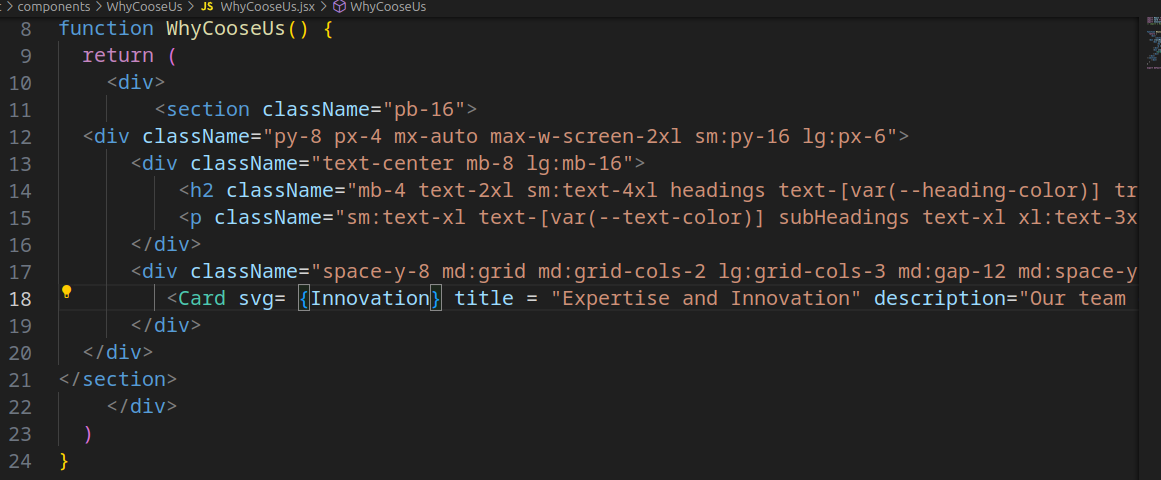 components > WhyCooseUs > JS WhyCooseUs.jsx > WhyCooseUs
8 function WhyCooseUs() {
9 return (
10 <div>
11 <section className="pb-16">
12 <div className="py-8 px-4 mx-auto max-w-screen-2xl sm:py-16 lg:px-6">
13 <div className="text-center mb-8 lg:mb-16">
14 <h2 className="mb-4 text-2xl sm:text-4xl headings text-[var(--heading-color)] tr
15 <p className="sm:text-xl text-[var(--text-color)] subHeadings text-xl xl:text-3x
16 </div>
17 <div className="space-y-8 md:grid md:grid-cols-2 lg:grid-cols-3 md:gap-12 md:space-y
18 <Card svg= {Innovation} title = "Expertise and Innovation" description="Our team
19 </div>
20 </div>
21 </section>
22 </div>
23 )
24 }